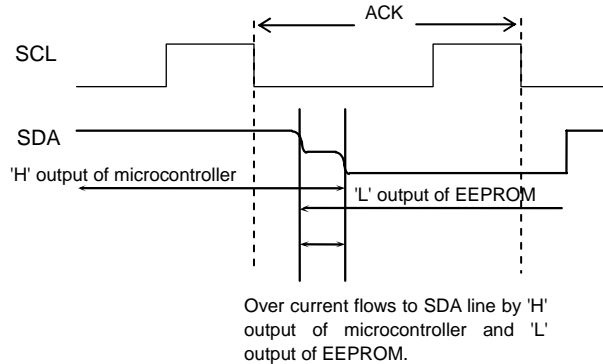 ACK
SCL
SDA
'H' output of microcontroller
'L' output of EEPROM
Over current flows to SDA line by 'H'
output of microcontroller and 'L'
output of EEPROM.